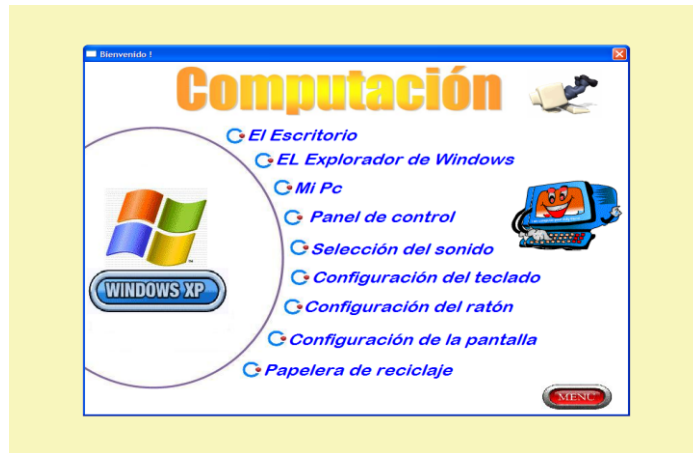 Bienvenido !
Computación
El Escritorio
EL Explorador de Windows
Mi Pc
Panel de control
Selección del sonido
Configuración del teclado
Configuración del ratón
Configuración de la pantalla
Papelera de reciclaje
WINDOWS XP
MENU